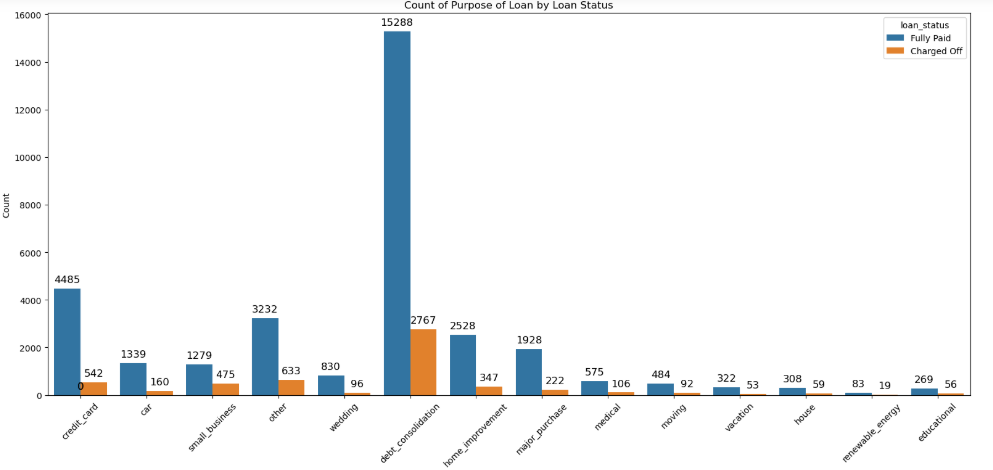 Count of Purpose of Loan by Loan Status
loan_status
Fully Paid
Charged Off
Count
16000
14000
12000
10000
8000
6000
4000
2000
0
4485
542
0
1339
160
1279
475
3232
633
830
96
15288
2767
2528
347
1928
222
575
106
484
92
322
53
308
59
83
19
269
56
credit_card
car
small_business
other
wedding
debt_consolidation
home_improvement
major_purchase
medical
moving
vacation
house
renewable_energy
educational